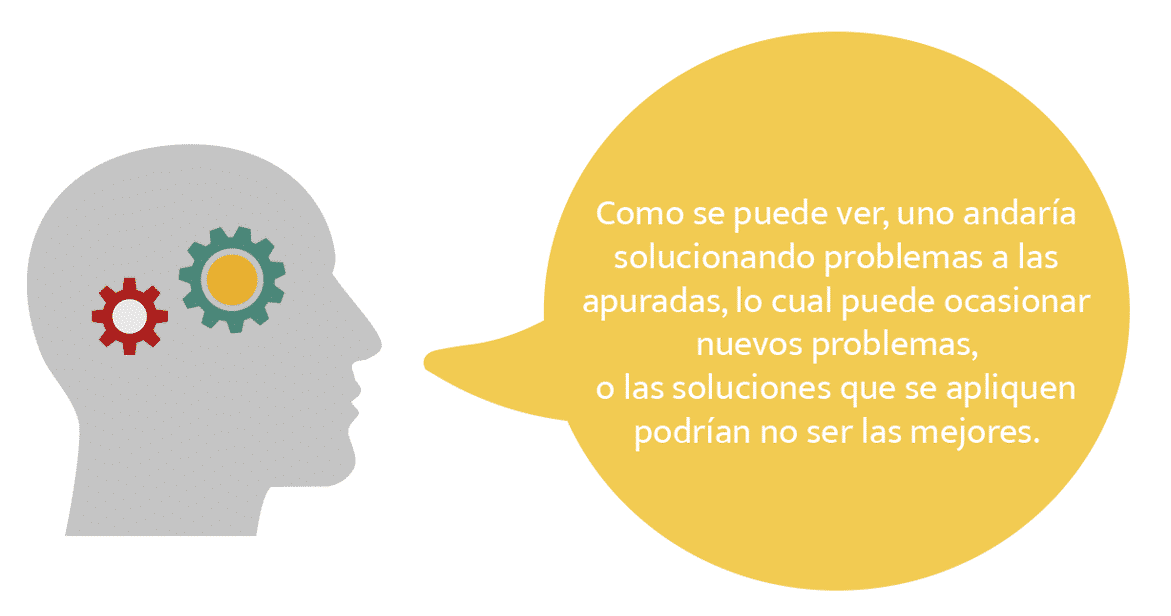 Como se puede ver, uno andaría
solucionando problemas a las
apuradas, lo cual puede ocasionar
nuevos problemas,
o las soluciones que se apliquen
podrían no ser las mejores.